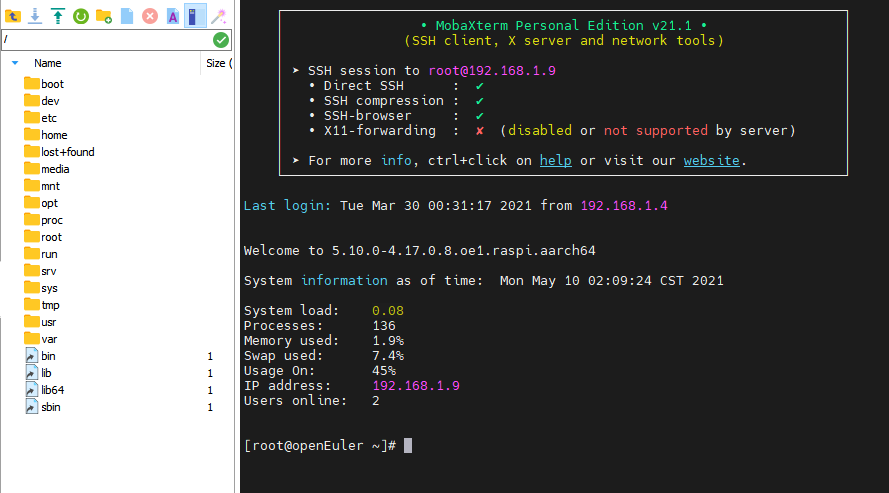 /
Name Size (
boot
dev
etc
home
lost+found
media
mnt
opt
proc
root
run
srv
sys
tmp
usr
var
bin 1
lib 1
lib64 1
sbin 1
• MobaXterm Personal Edition v21.1 •
(SSH client, X server and network tools)
➤ SSH session to root@192.168.1.9
• Direct SSH : ✔
• SSH compression : ✔
• SSH-browser : ✔
• X11-forwarding : ✘ (disabled or not supported by server)
➤ For more info, ctrl+click on help or visit our website.
Last login: Tue Mar 30 00:31:17 2021 from 192.168.1.4
Welcome to 5.10.0-4.17.0.8.oe1.raspi.aarch64
System information as of time: Mon May 10 02:09:24 CST 2021
System load: 0.08
Processes: 136
Memory used: 1.9%
Swap used: 7.4%
Usage On: 45%
IP address: 192.168.1.9
Users online: 2
[root@openEuler ~]#